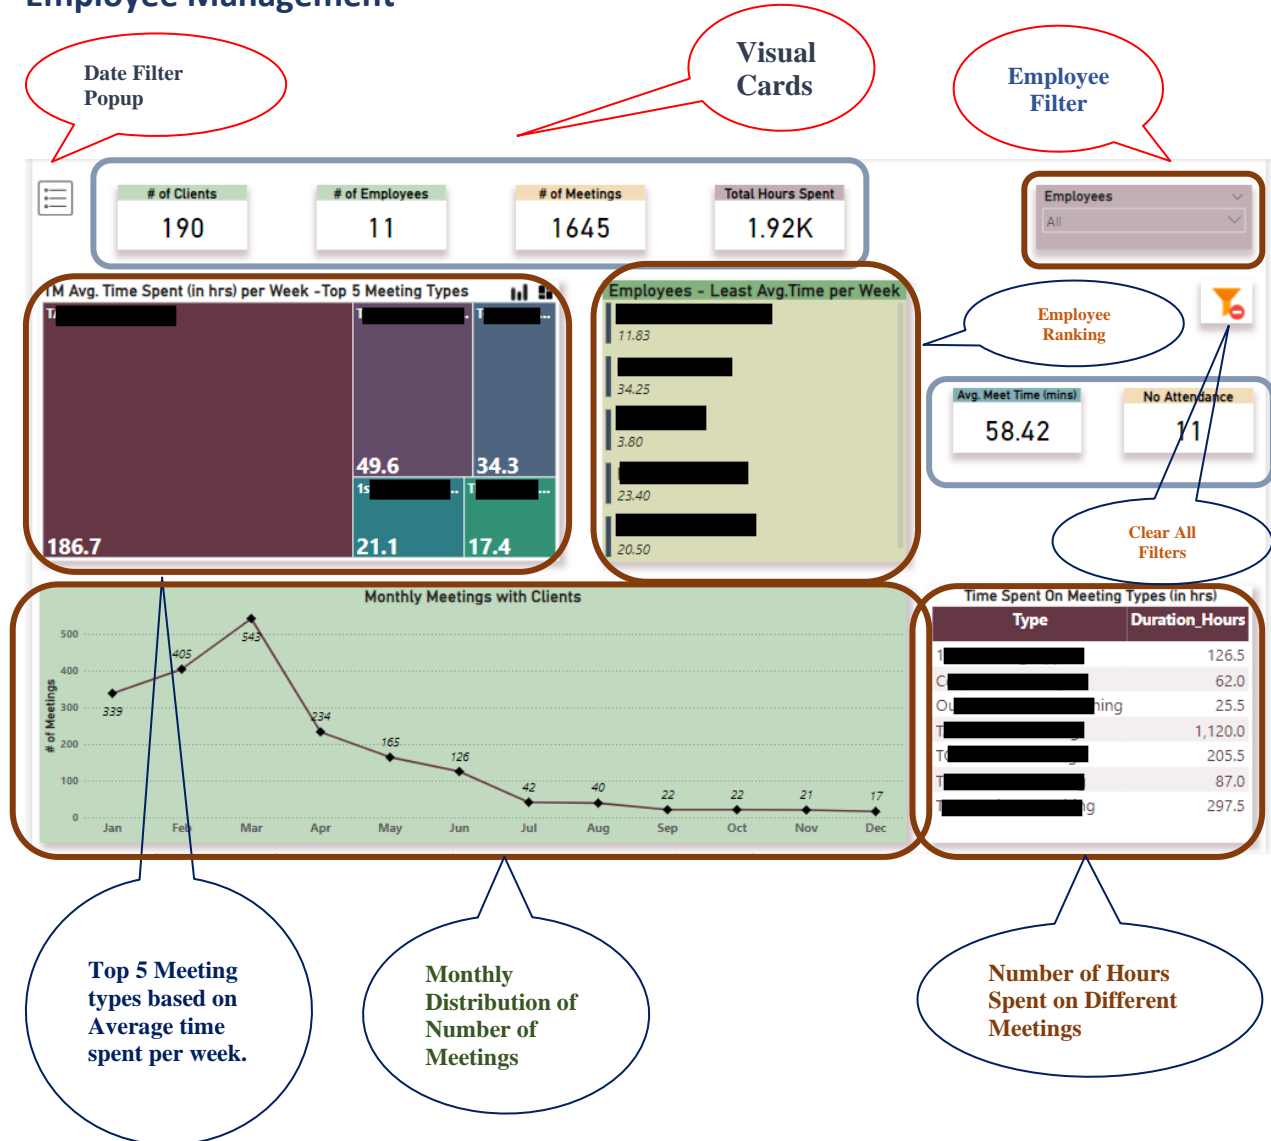 Employee Management
Date Filter
Popup
Visual
Cards
Employee
Filter
# of Clients
190
# of Employees
11
# of Meetings
1645
Total Hours Spent
1.92K
Employees
All
TM Avg. Time Spent (in hrs) per Week -Top 5 Meeting Types
186.7
49.6
34.3
21.1
17.4
Employees - Least Avg.Time per Week
11.83
34.25
3.80
23.40
20.50
Employee
Ranking
Avg. Meet Time (mins)
58.42
No Attendance
11
Clear All
Filters
Monthly Meetings with Clients
# of Meetings
500
400
300
200
100
0
339
405
543
234
165
126
42
40
22
22
21
17
Jan Feb Mar Apr May Jun Jul Aug Sep Oct Nov Dec
Time Spent On Meeting Types (in hrs)
Type Duration_Hours
126.5
62.0
25.5
1,120.0
205.5
87.0
297.5
Top 5 Meeting
types based on
Average time
spent per week.
Monthly
Distribution of
Number of
Meetings
Number of Hours
Spent on Different
Meetings